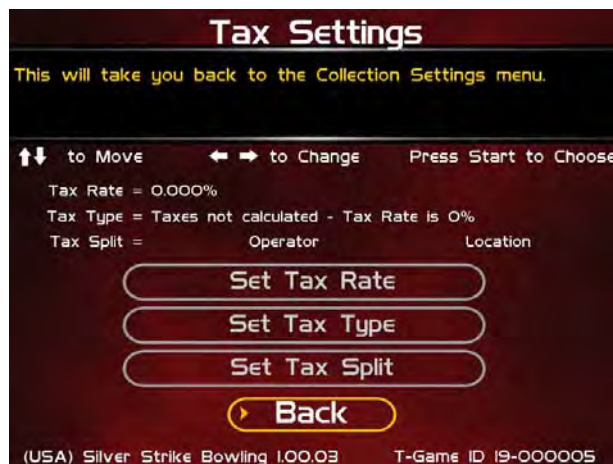 Tax Settings
This will take you back to the Collection Settings menu.
to Move to Change Press Start to Choose
Tax Rate = 0.000%
Tax Type = Taxes not calculated - Tax Rate is 0%
Tax Split = Operator Location
Set Tax Rate
Set Tax Type
Set Tax Split
Back
(USA) Silver Strike Bowling 1.00.03 T-Game ID 19-000005